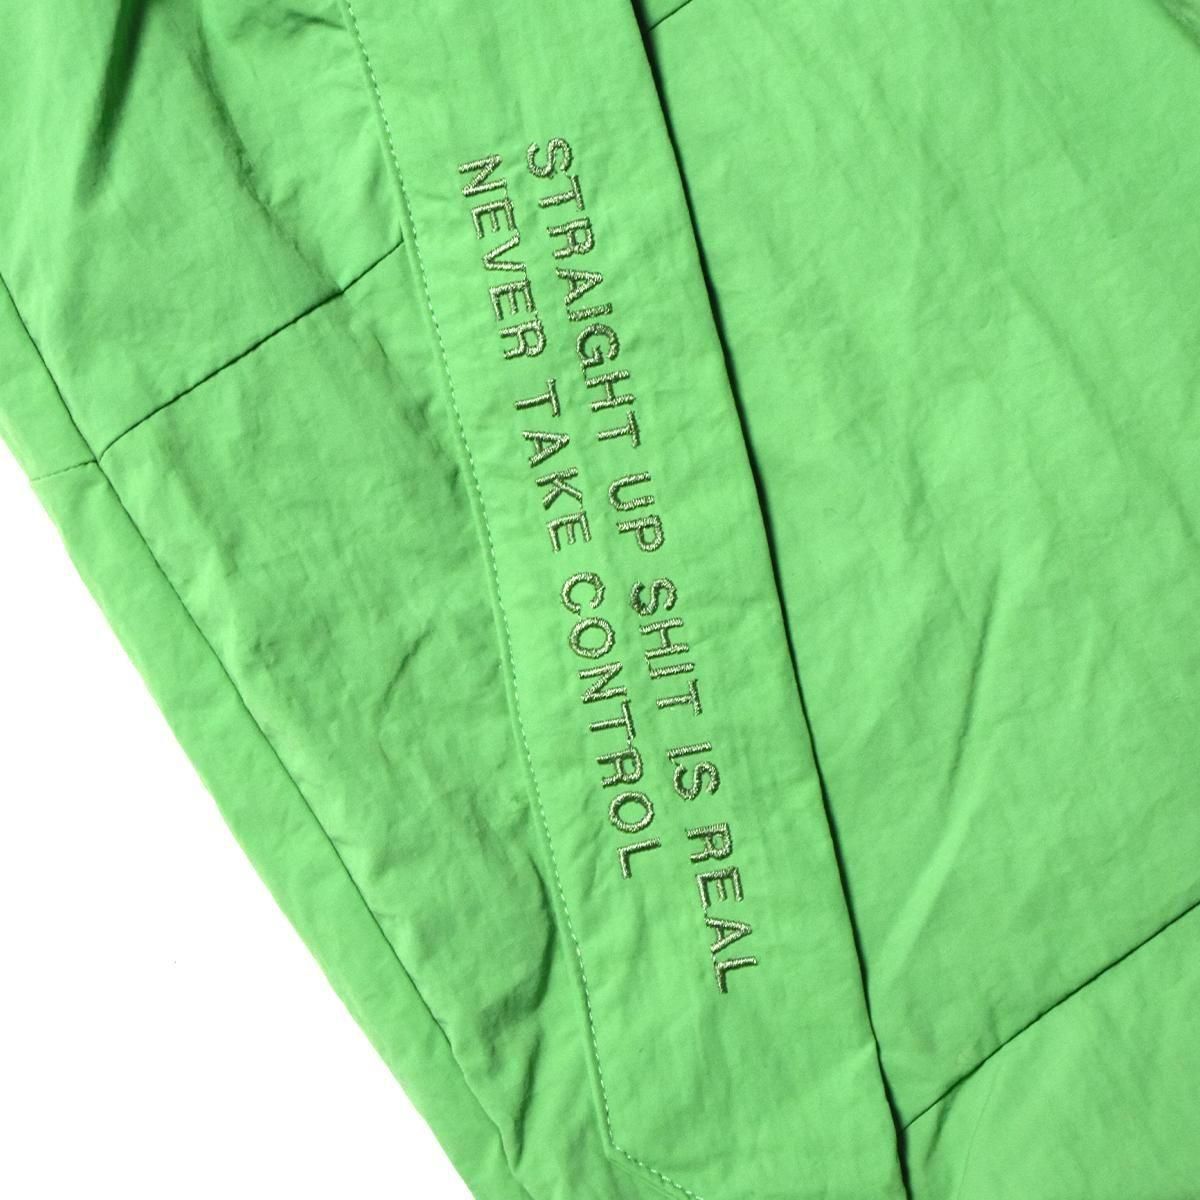 STRAIGHT UP SHIT IS REAL
NEVER TAKE CONTROL